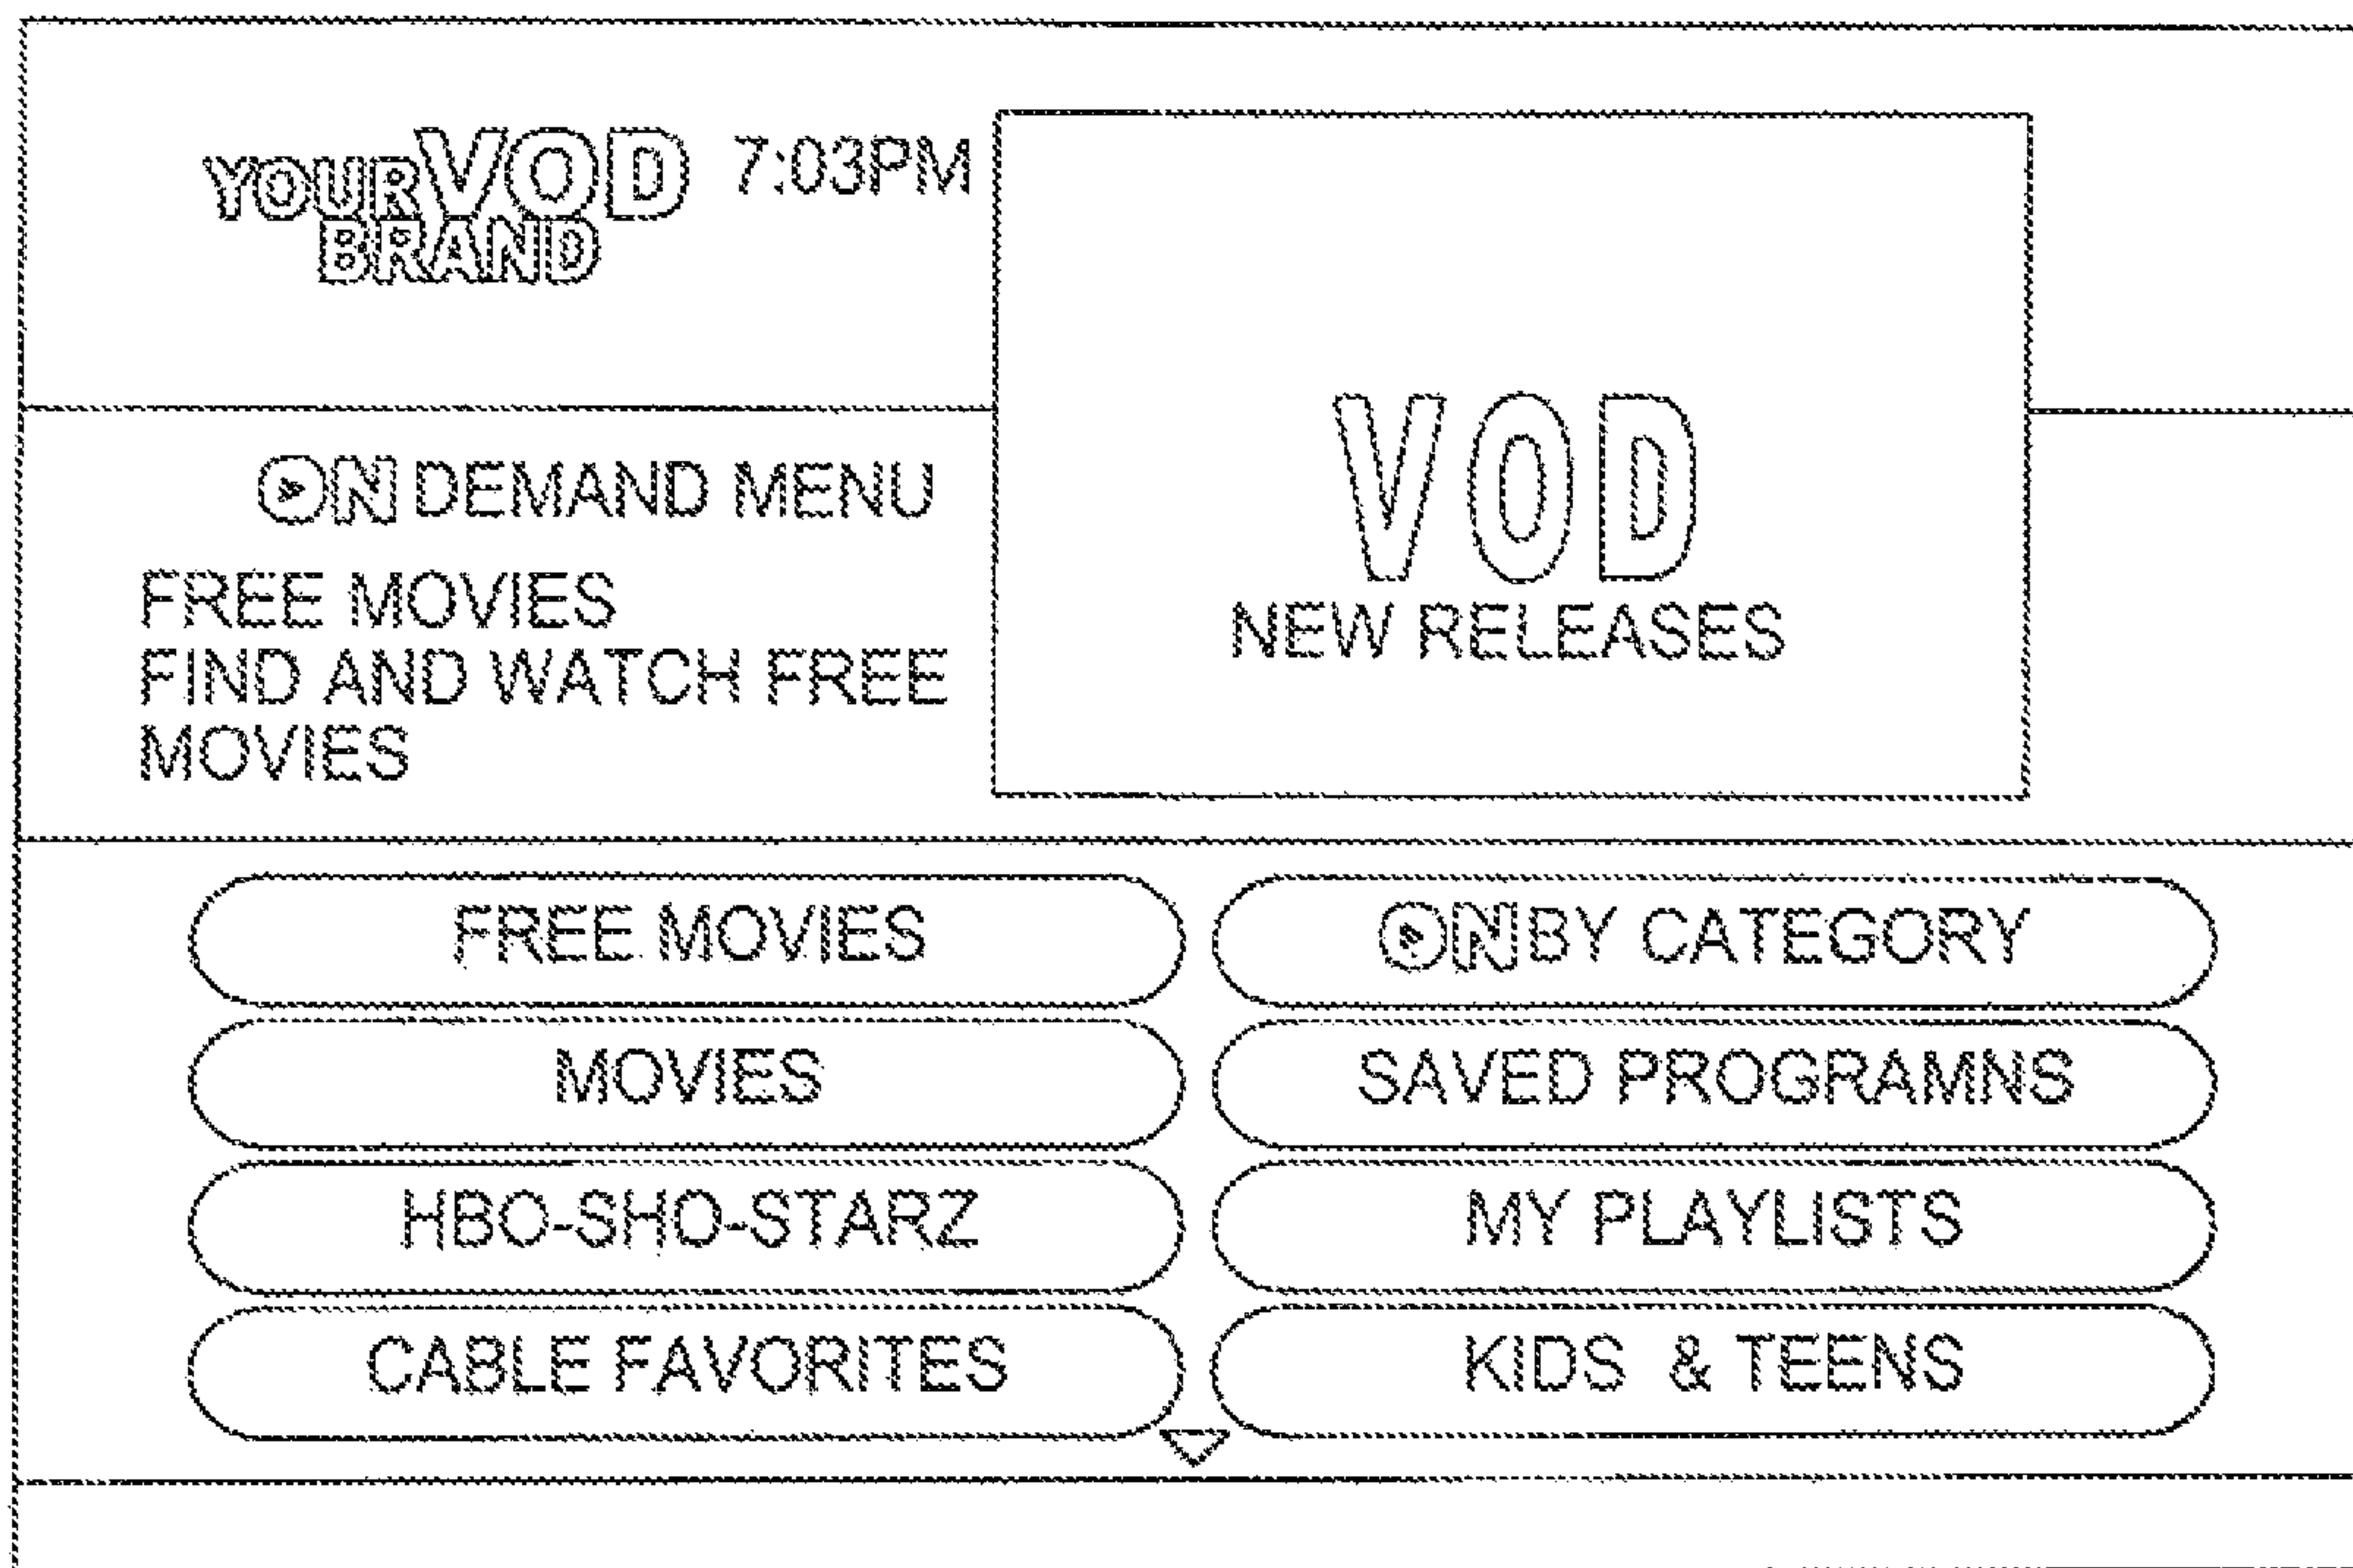 YOUR VOD 7:03PM
BRAND
ON DEMAND MENU
FREE MOVIES
FIND AND WATCH FREE
MOVIES
VOD
NEW RELEASES
FREE MOVIES
ON BY CATEGORY
MOVIES
SAVED PROGRAMNS
HBO-SHO-STARZ
MY PLAYLISTS
CABLE FAVORITES
KIDS & TEENS